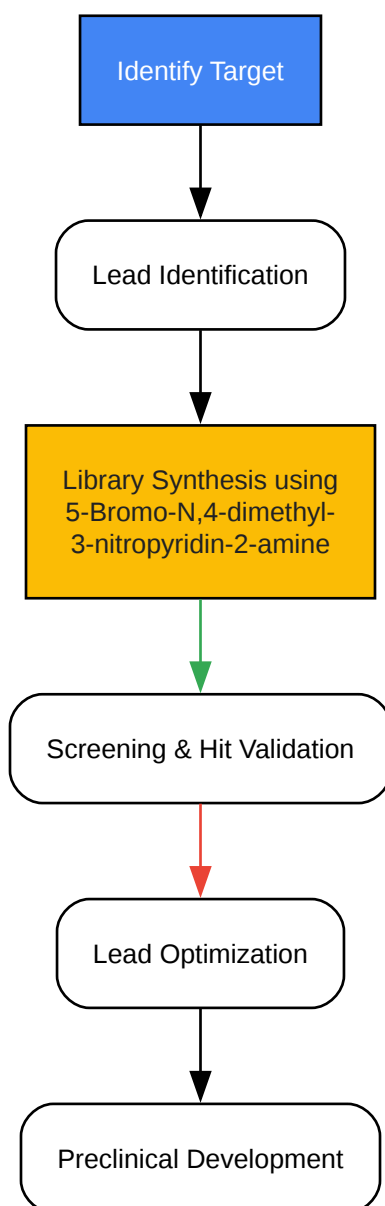 Identify Target
Lead Identification
Library Synthesis using
5-Bromo-N,4-dimethyl-
3-nitropyridin-2-amine
Screening & Hit Validation
Lead Optimization
Preclinical Development